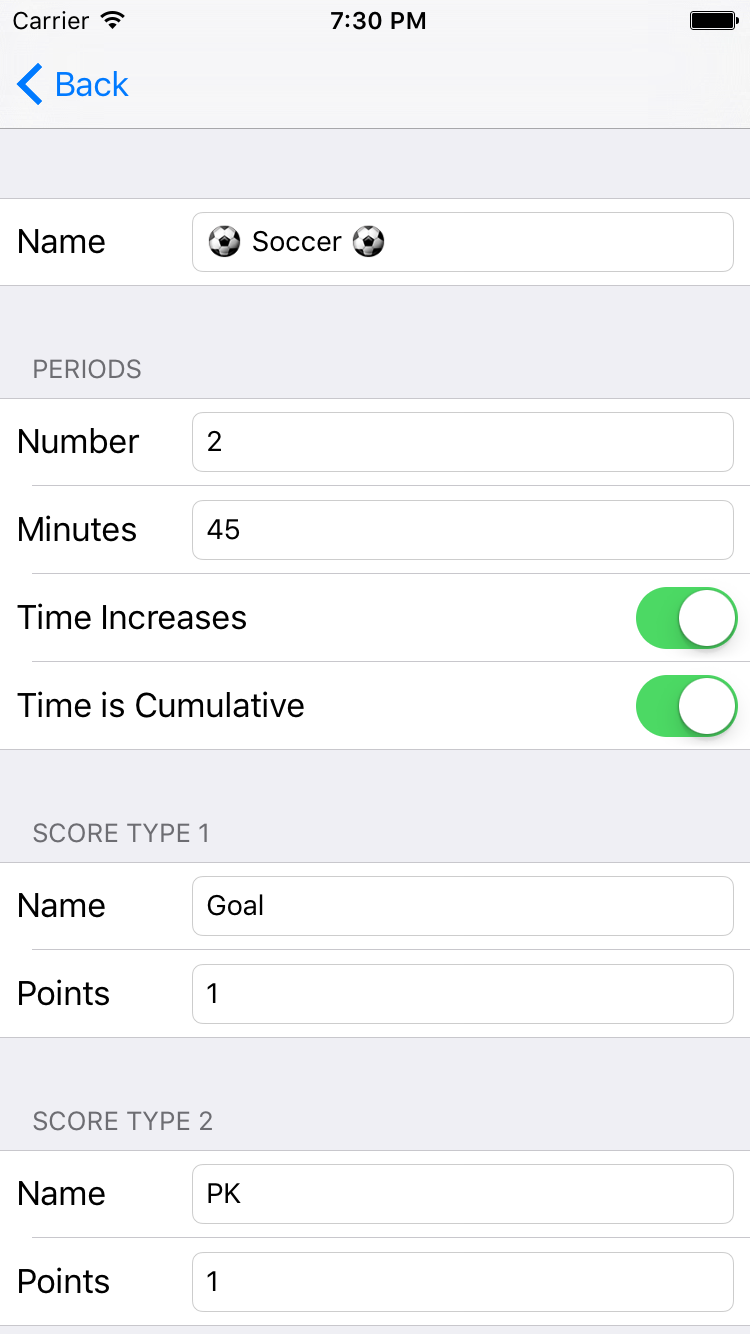 Carrier 7:30 PM
Back
Name ⚽ Soccer ⚽
PERIODS
Number 2
Minutes 45
Time Increases
Time is Cumulative
SCORE TYPE 1
Name Goal
Points 1
SCORE TYPE 2
Name PK
Points 1